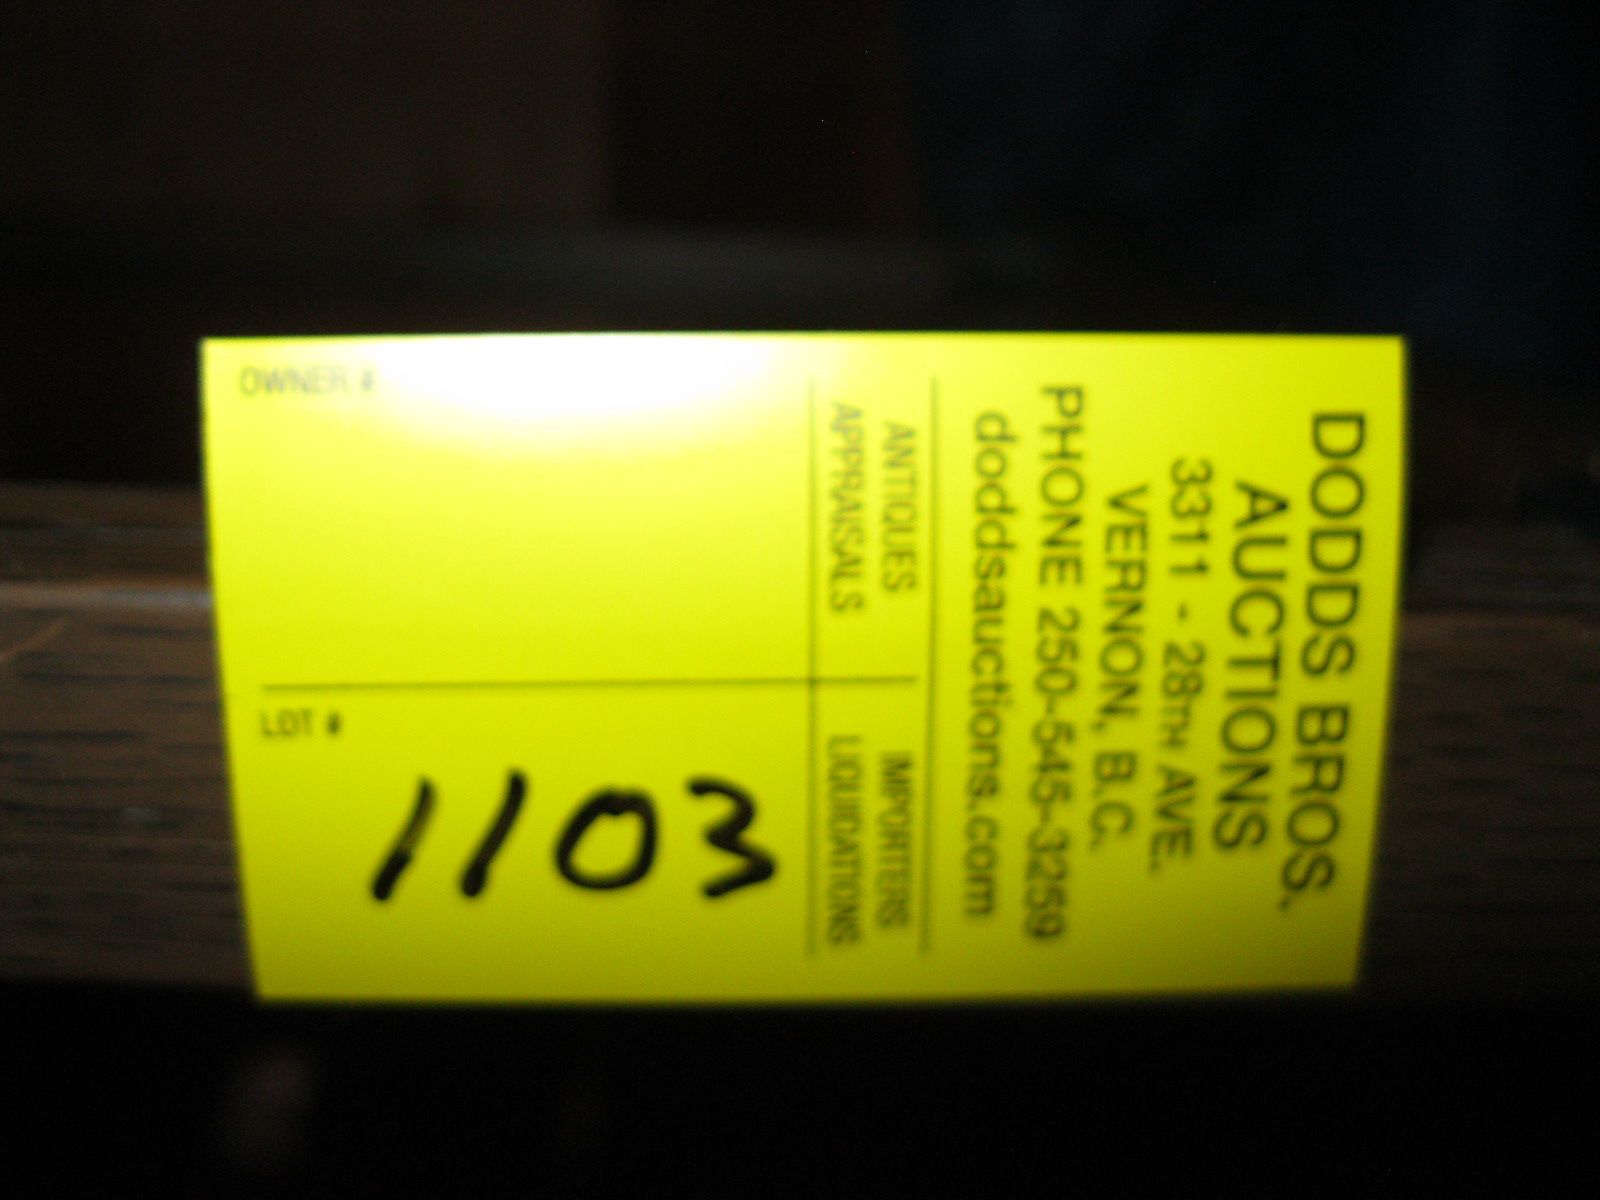 DODDS BROS.
AUCTIONS
3311 - 28TH AVE.
VERNON, B.C.
PHONE 250-545-3259
doddsauctions.com
ANTIQUES
APPRAISALS
IMPORTERS
LIQUIDATIONS
OWNER #
LOT #
1103